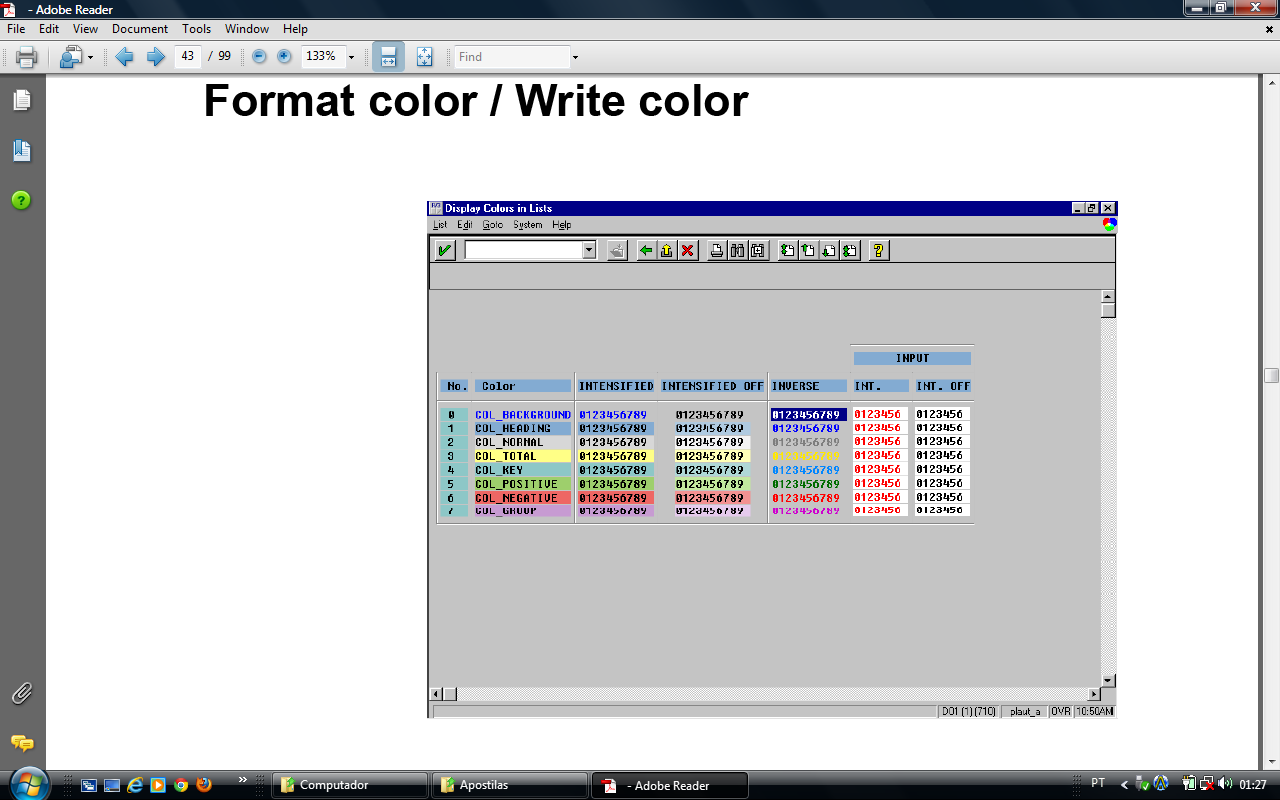 - Adobe Reader
File Edit View Document Tools Window Help
43 / 99 133% Find
Format color / Write color
Display Colors in Lists
List Edit Goto System Help
INPUT
No. Color INTENSIFIED INTENSIFIED OFF INVERSE INT. INT. OFF
0 COL_BACKGROUND 0123456789 0123456789 0123456789 0123456 0123456
1 COL_HEADING 0123456789 0123456789 0123456789 0123456 0123456
2 COL_NORMAL 0123456789 0123456789 0123456789 0123456 0123456
3 COL_TOTAL 0123456789 0123456789 0123456789 0123456 0123456
4 COL_KEY 0123456789 0123456789 0123456789 0123456 0123456
5 COL_POSITIVE 0123456789 0123456789 0123456789 0123456 0123456
6 COL_NEGATIVE 0123456789 0123456789 0123456789 0123456 0123456
7 COL_GROUP 0123456789 0123456789 0123456789 0123456 0123456
D01 (1) (710) plaut_a OVR 10:50AM
Computador Apostilas - Adobe Reader PT 01:27